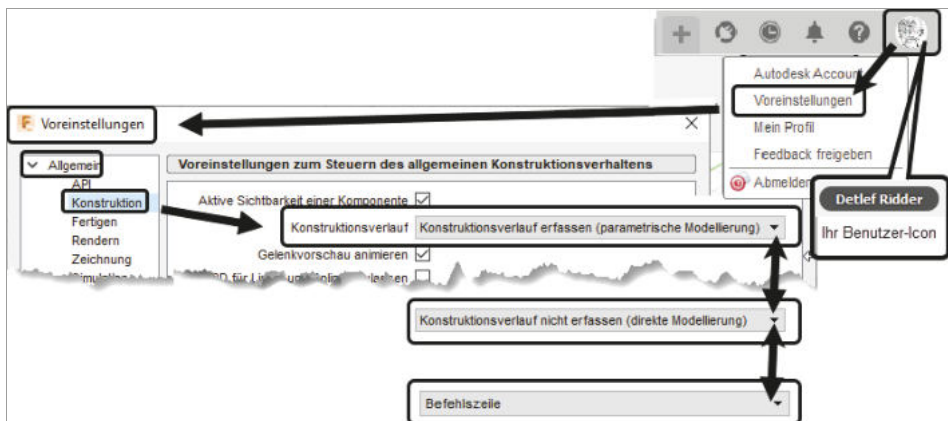 Autodesk Account
Voreinstellungen
Mein Profil
Feedback freigeben
Abmelden
Detlef Ridder
Ihr Benutzer-Icon
Voreinstellungen
Allgemein
API
Konstruktion
Fertigen
Rendern
Zeichnung
Voreinstellungen zum Steuern des allgemeinen Konstruktionsverhaltens
Aktive Sichtbarkeit einer Komponente
Konstruktionsverlauf Konstruktionsverlauf erfassen (parametrische Modellierung)
Gelenkvorschau animieren
Konstruktionsverlauf nicht erfassen (direkte Modellierung)
Befehlszeile